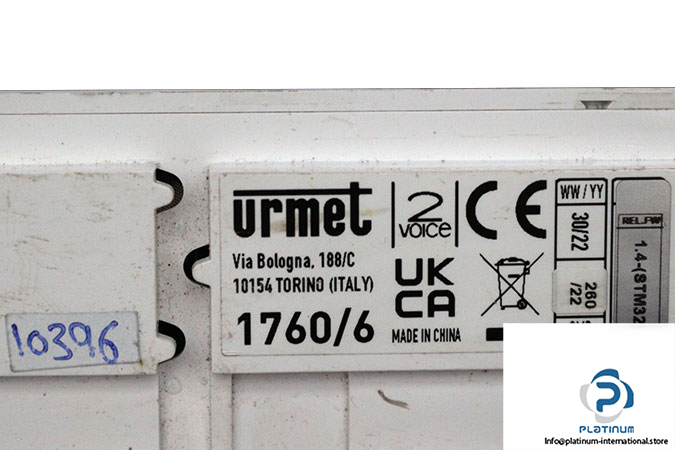 urmet
2
VOICE
CE
WW / YY
30/22
260
/22
REL.FW
1.4-(STM32
Via Bologna, 188/C
10154 TORINO (ITALY)
UK
CA
1760/6
MADE IN CHINA
10396
P
PLATINUM
info@platinum-international.store